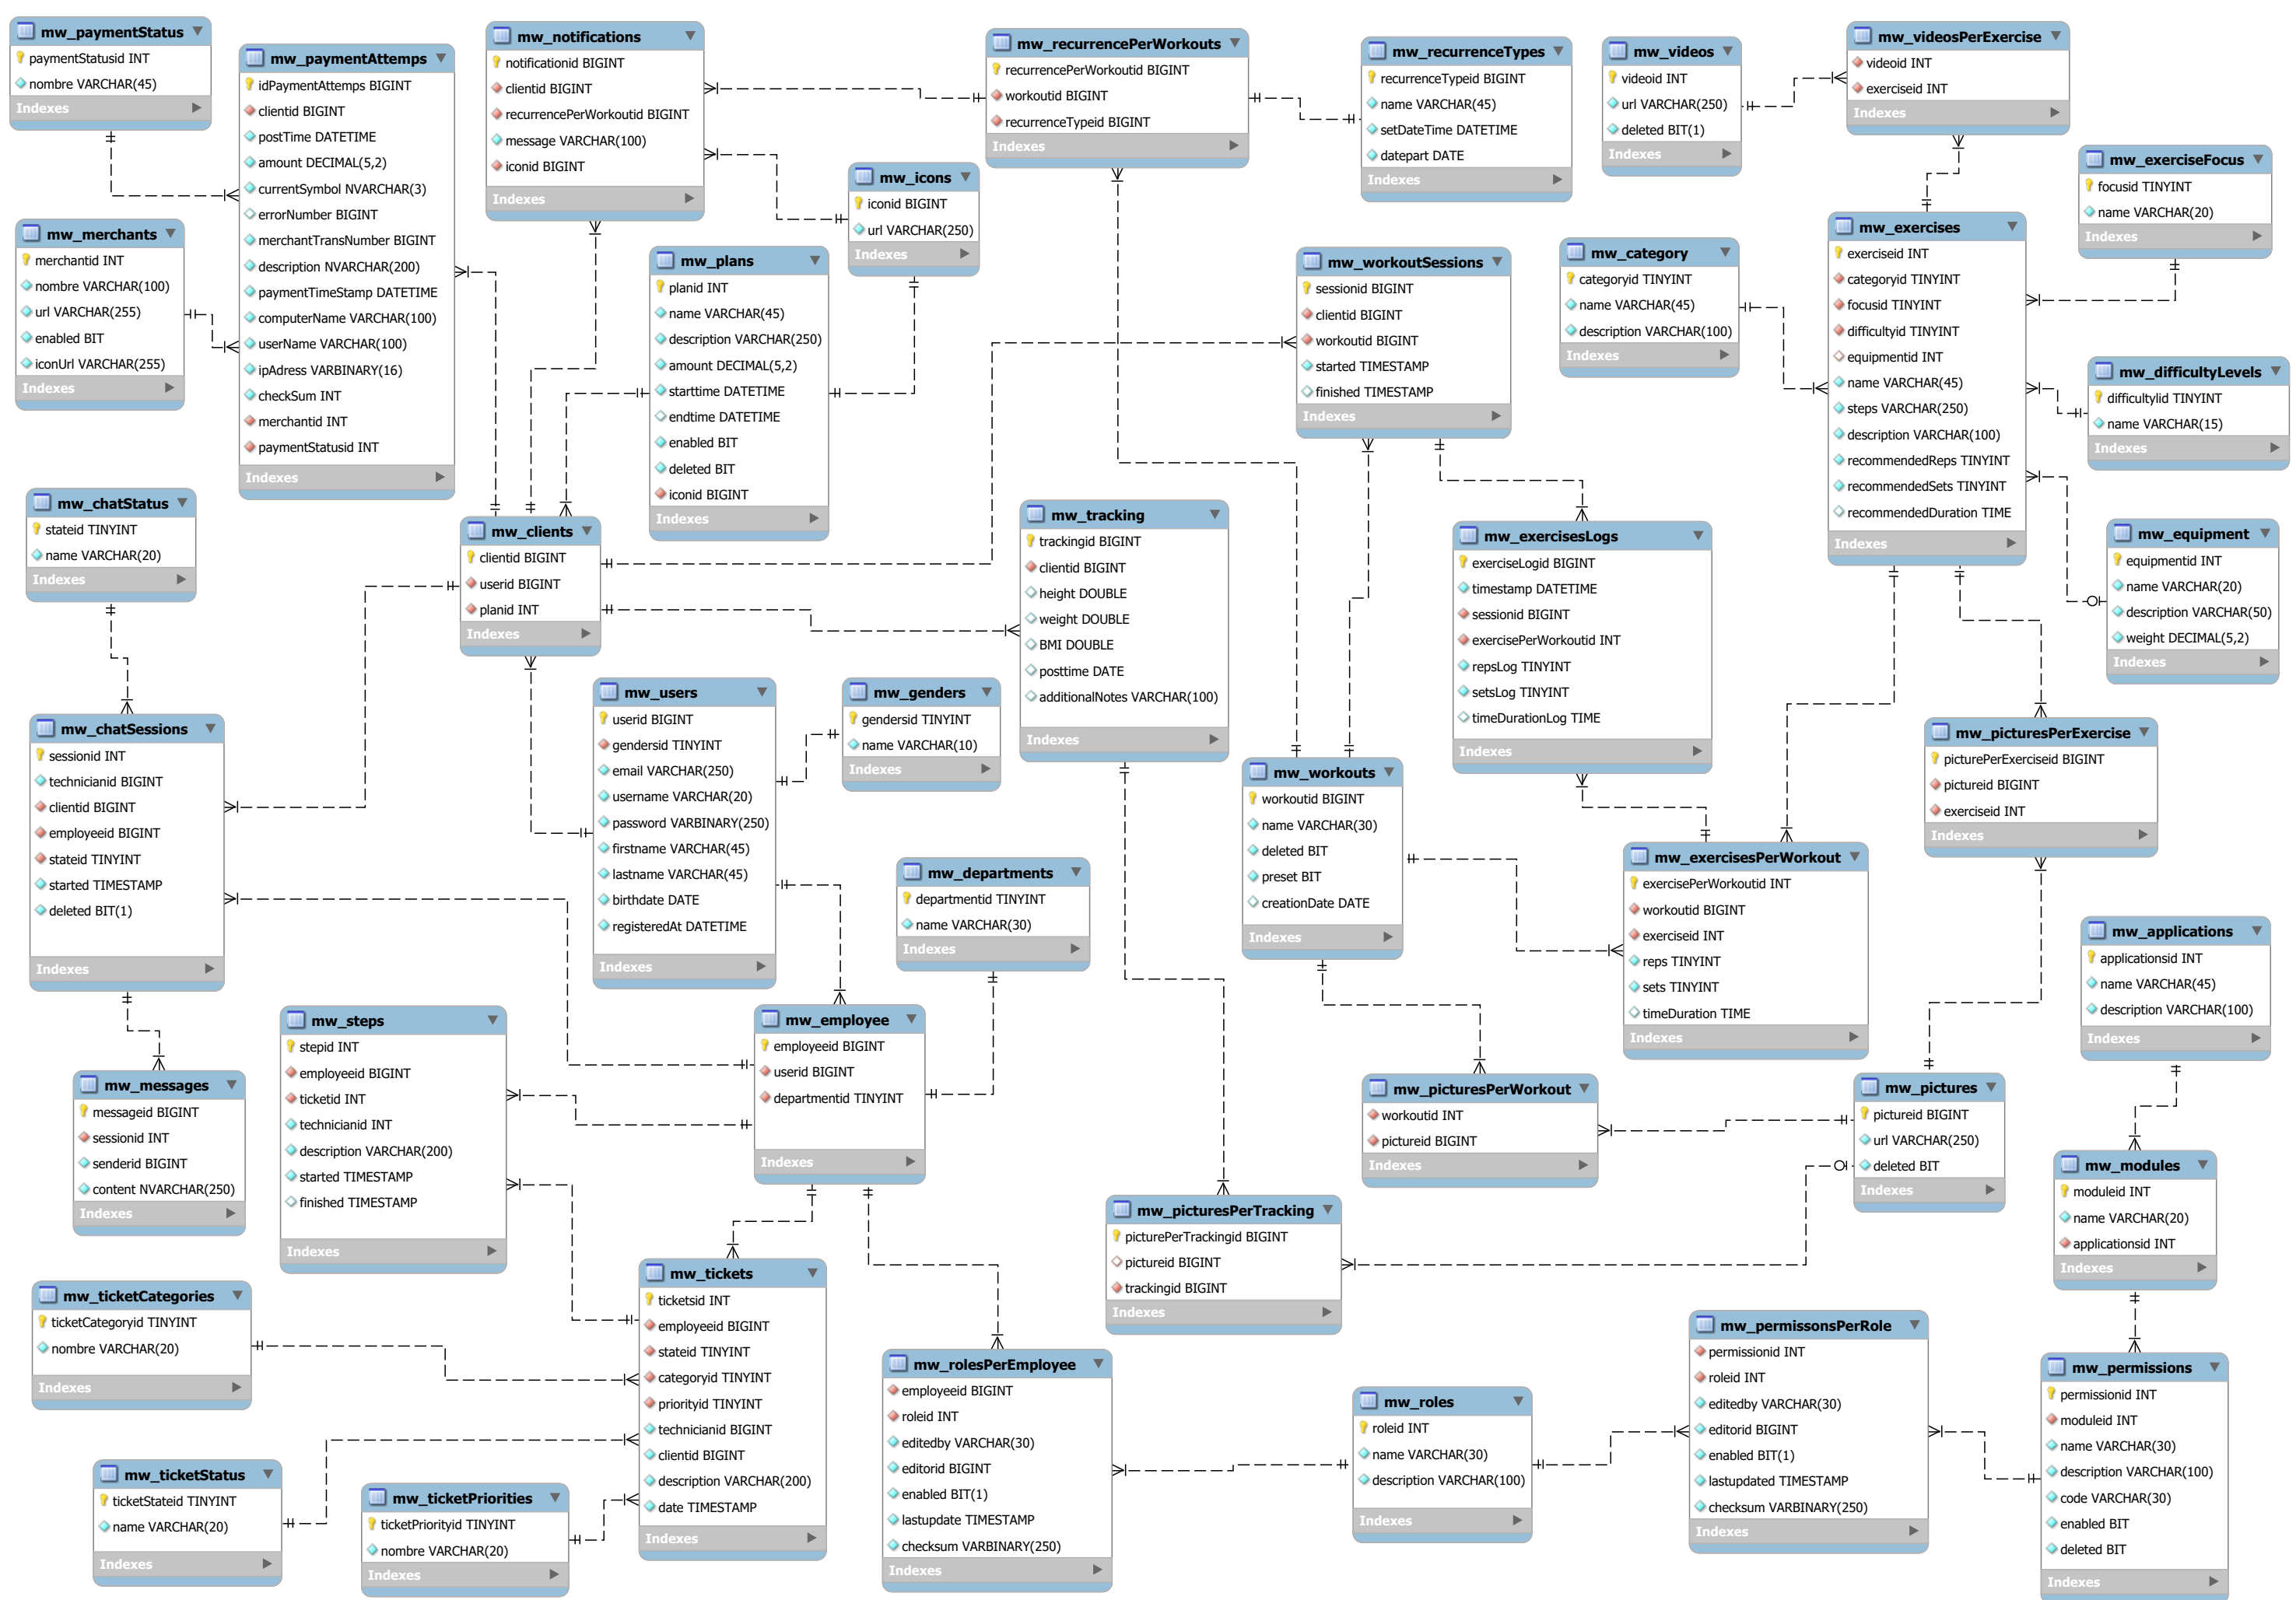 mw_paymentStatus
paymentStatusid INT
nombre VARCHAR(45)
Indexes
mw_paymentAttemps
idPaymentAttemps BIGINT
clientid BIGINT
postTime DATETIME
amount DECIMAL(5,2)
currentSymbol NVARCHAR(3)
errorNumber BIGINT
merchantTransNumber BIGINT
description NVARCHAR(200)
paymentTimeStamp DATETIME
computerName VARCHAR(100)
userName VARCHAR(100)
ipAdress VARBINARY(16)
checkSum INT
merchantid INT
paymentStatusid INT
Indexes
mw_notifications
notificationid BIGINT
clientid BIGINT
recurrencePerWorkoutid BIGINT
message VARCHAR(100)
iconid BIGINT
Indexes
mw_recurrencePerWorkouts
recurrencePerWorkoutid BIGINT
workoutid BIGINT
recurrenceTypeid BIGINT
Indexes
mw_recurrenceTypes
recurrenceTypeid BIGINT
name VARCHAR(45)
setDateTime DATETIME
datepart DATE
Indexes
mw_videos
videoid INT
url VARCHAR(250)
deleted BIT(1)
Indexes
mw_videosPerExercise
videoid INT
exerciseid INT
Indexes
mw_exerciseFocus
focusid TINYINT
name VARCHAR(20)
Indexes
mw_merchants
merchantid INT
nombre VARCHAR(100)
url VARCHAR(255)
enabled BIT
iconUrl VARCHAR(255)
Indexes
mw_icons
iconid BIGINT
url VARCHAR(250)
Indexes
mw_plans
planid INT
name VARCHAR(45)
description VARCHAR(250)
amount DECIMAL(5,2)
starttime DATETIME
endtime DATETIME
enabled BIT
deleted BIT
iconid BIGINT
Indexes
mw_workoutSessions
sessionid BIGINT
clientid BIGINT
workoutid BIGINT
started TIMESTAMP
finished TIMESTAMP
Indexes
mw_category
categoryid TINYINT
name VARCHAR(45)
description VARCHAR(100)
Indexes
mw_exercises
exerciseid INT
categoryid TINYINT
focusid TINYINT
difficultyid TINYINT
equipmentid INT
name VARCHAR(45)
steps VARCHAR(250)
description VARCHAR(100)
recommendedReps TINYINT
recommendedSets TINYINT
recommendedDuration TIME
Indexes
mw_difficultyLevels
difficultylid TINYINT
name VARCHAR(15)
Indexes
mw_chatStatus
stateid TINYINT
name VARCHAR(20)
Indexes
mw_clients
clientid BIGINT
userid BIGINT
planid INT
Indexes
mw_tracking
trackingid BIGINT
clientid BIGINT
height DOUBLE
weight DOUBLE
BMI DOUBLE
posttime DATE
additionalNotes VARCHAR(100)
Indexes
mw_exercisesLogs
exerciseLogid BIGINT
timestamp DATETIME
sessionid BIGINT
exercisePerWorkoutid INT
repsLog TINYINT
setsLog TINYINT
timeDurationLog TIME
Indexes
mw_equipment
equipmentid INT
name VARCHAR(20)
description VARCHAR(50)
weight DECIMAL(5,2)
Indexes
mw_chatSessions
sessionid INT
technicianid BIGINT
clientid BIGINT
employeeid BIGINT
stateid TINYINT
started TIMESTAMP
deleted BIT(1)
Indexes
mw_users
userid BIGINT
gendersid TINYINT
email VARCHAR(250)
username VARCHAR(20)
password VARBINARY(250)
firstname VARCHAR(45)
lastname VARCHAR(45)
birthdate DATE
registeredAt DATETIME
Indexes
mw_genders
gendersid TINYINT
name VARCHAR(10)
Indexes
mw_workouts
workoutid BIGINT
name VARCHAR(30)
deleted BIT
preset BIT
creationDate DATE
Indexes
mw_picturesPerExercise
picturePerExerciseid BIGINT
pictureid BIGINT
exerciseid INT
Indexes
mw_departments
departmentid TINYINT
name VARCHAR(30)
Indexes
mw_exercisesPerWorkout
exercisePerWorkoutid INT
workoutid BIGINT
exerciseid INT
reps TINYINT
sets TINYINT
timeDuration TIME
Indexes
mw_applications
applicationsid INT
name VARCHAR(45)
description VARCHAR(100)
Indexes
mw_steps
stepid INT
employeeid BIGINT
ticketid INT
technicianid INT
description VARCHAR(200)
started TIMESTAMP
finished TIMESTAMP
Indexes
mw_employee
employeeid BIGINT
userid BIGINT
departmentid TINYINT
Indexes
mw_messages
messageid BIGINT
sessionid INT
senderid BIGINT
content NVARCHAR(250)
Indexes
mw_picturesPerWorkout
workoutid INT
pictureid BIGINT
Indexes
mw_pictures
pictureid BIGINT
url VARCHAR(250)
deleted BIT
Indexes
mw_modules
moduleid INT
name VARCHAR(20)
applicationsid INT
Indexes
mw_picturesPerTracking
picturePerTrackingid BIGINT
pictureid BIGINT
trackingid BIGINT
Indexes
mw_ticketCategories
ticketCategoryid TINYINT
nombre VARCHAR(20)
Indexes
mw_tickets
ticketsid INT
employeeid BIGINT
stateid TINYINT
categoryid TINYINT
priorityid TINYINT
technicianid BIGINT
clientid BIGINT
description VARCHAR(200)
date TIMESTAMP
Indexes
mw_rolesPerEmployee
employeeid BIGINT
roleid INT
editedby VARCHAR(30)
editorid BIGINT
enabled BIT(1)
lastupdate TIMESTAMP
checksum VARBINARY(250)
Indexes
mw_roles
roleid INT
name VARCHAR(30)
description VARCHAR(100)
Indexes
mw_permissonsPerRole
permissionid INT
roleid INT
editedby VARCHAR(30)
editorid BIGINT
enabled BIT(1)
lastupdated TIMESTAMP
checksum VARBINARY(250)
Indexes
mw_permissions
permissionid INT
moduleid INT
name VARCHAR(30)
description VARCHAR(100)
code VARCHAR(30)
enabled BIT
deleted BIT
Indexes
mw_ticketStatus
ticketStateid TINYINT
name VARCHAR(20)
Indexes
mw_ticketPriorities
ticketPriorityid TINYINT
nombre VARCHAR(20)
Indexes